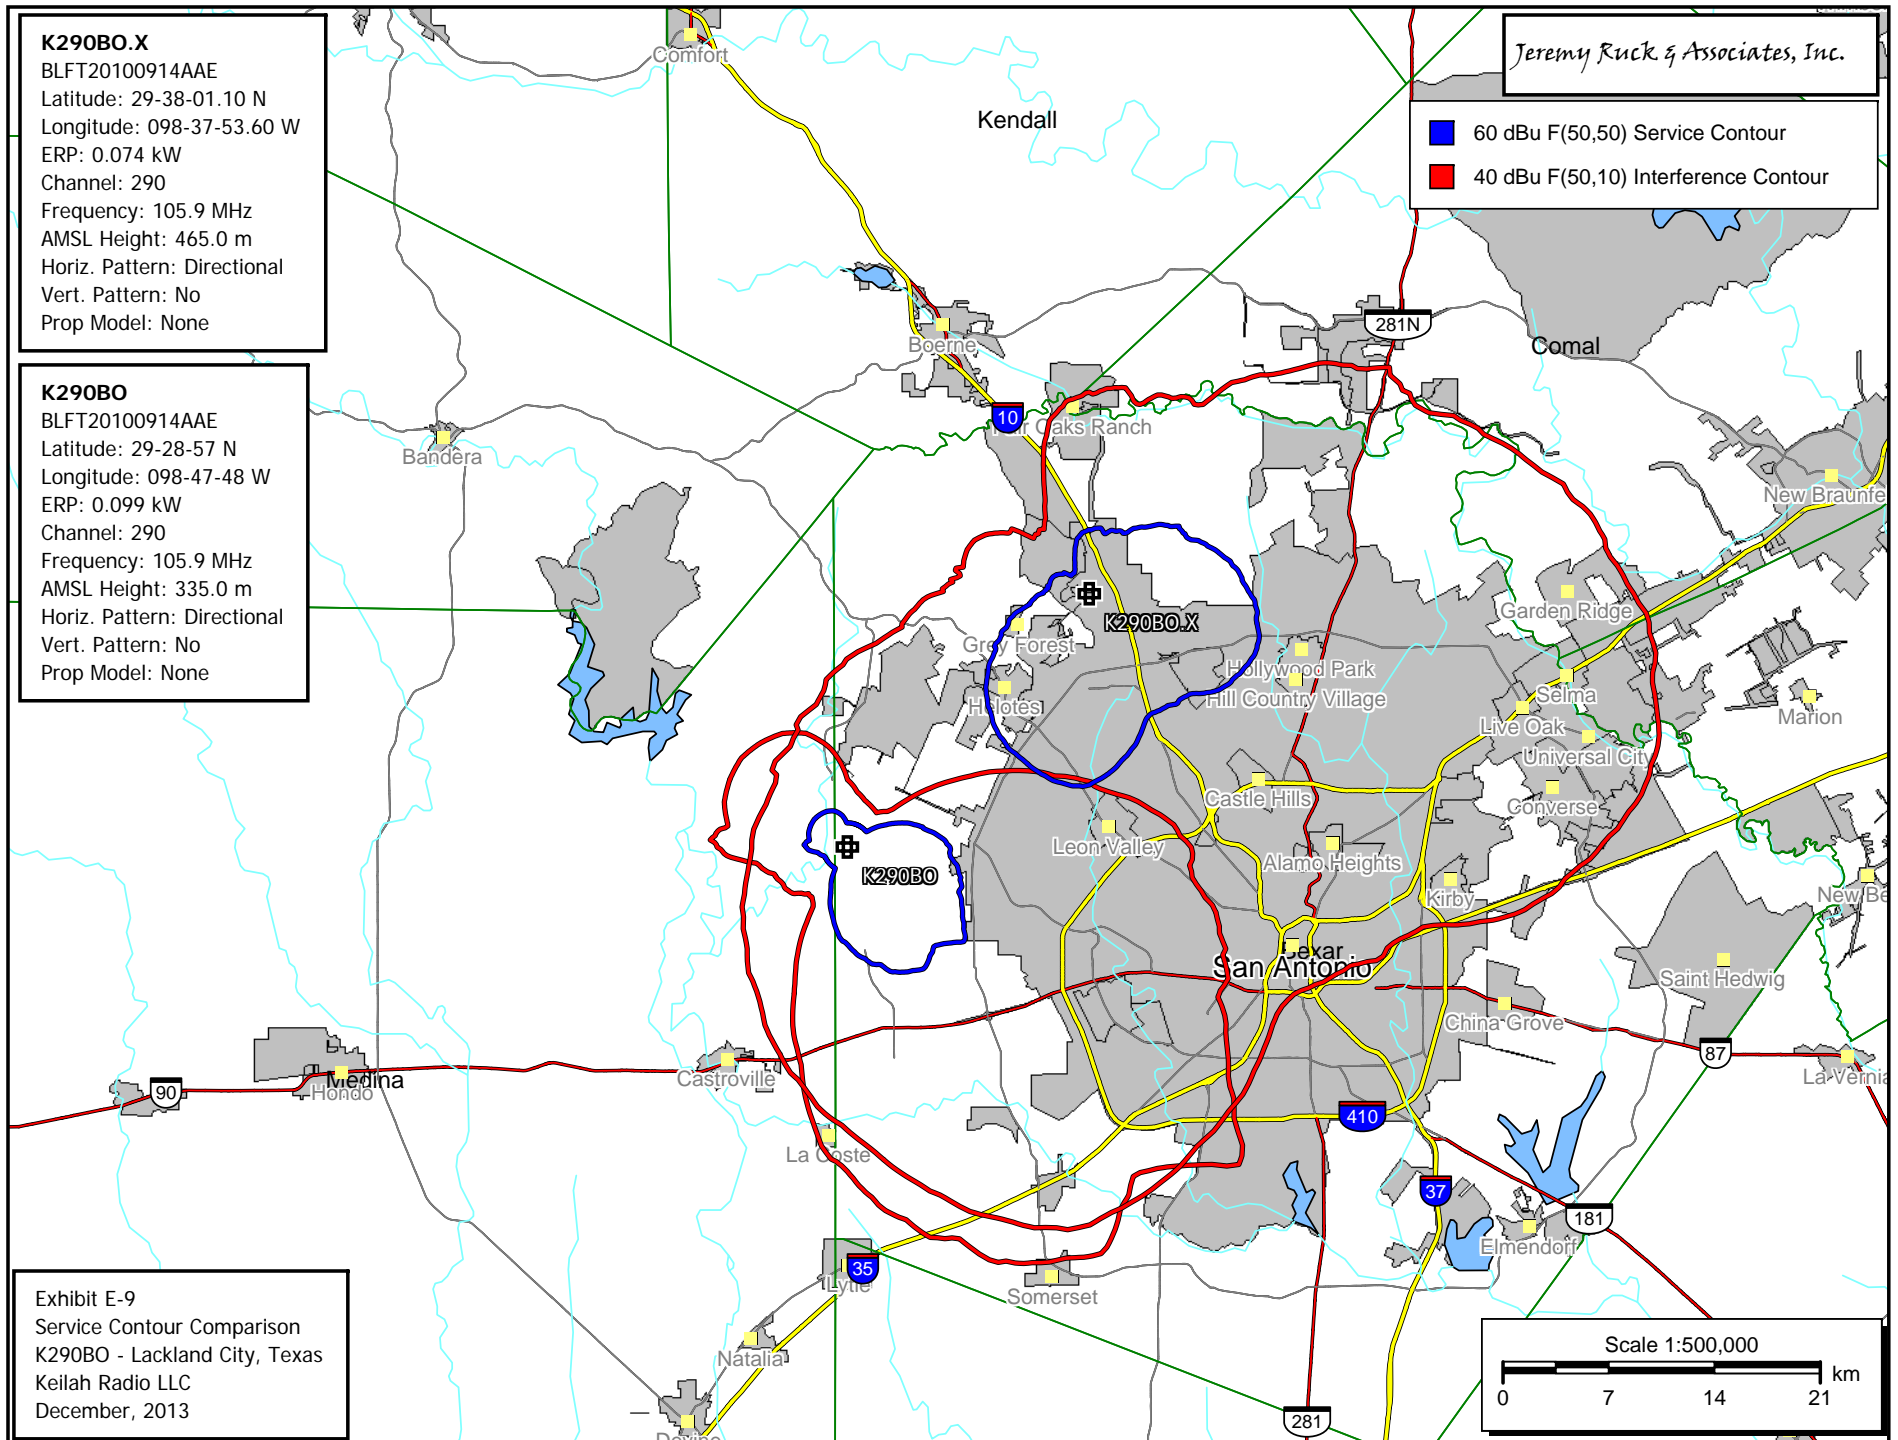 K290BO.X
BLFT20100914AAE
Latitude: 29-38-01.10 N
Longitude: 098-37-53.60 W
ERP: 0.074 kW
Channel: 290
Frequency: 105.9 MHz
AMSL Height: 465.0 m
Horiz. Pattern: Directional
Vert. Pattern: No
Prop Model: None
K290BO
BLFT20100914AAE
Latitude: 29-28-57 N
Longitude: 098-47-48 W
ERP: 0.099 kW
Channel: 290
Frequency: 105.9 MHz
AMSL Height: 335.0 m
Horiz. Pattern: Directional
Vert. Pattern: No
Prop Model: None
Jeremy Ruck & Associates, Inc.
60 dBu F(50,50) Service Contour
40 dBu F(50,10) Interference Contour
Comfort
Kendall
281N
Boerne
Comal
10
Fair Oaks Ranch
Bandera
New Braunfe
Garden Ridge
K290BO.X
Grey Forest
Hollywood Park
Hill Country Village
Helotes
Selma
Live Oak
Marion
Universal City
Castle Hills
Converse
Leon Valley
Alamo Heights
K290BO
Kirby
New Be
Bexar
San Antonio
Saint Hedwig
China Grove
87
La Vernia
Castroville
Medina
Hondo
90
410
La Coste
37
181
Elmendorf
35
Lytle
Somerset
Natalia
281
Devine
Exhibit E-9
Service Contour Comparison
K290BO - Lackland City, Texas
Keilah Radio LLC
December, 2013
Scale 1:500,000
km
0 7 14 21